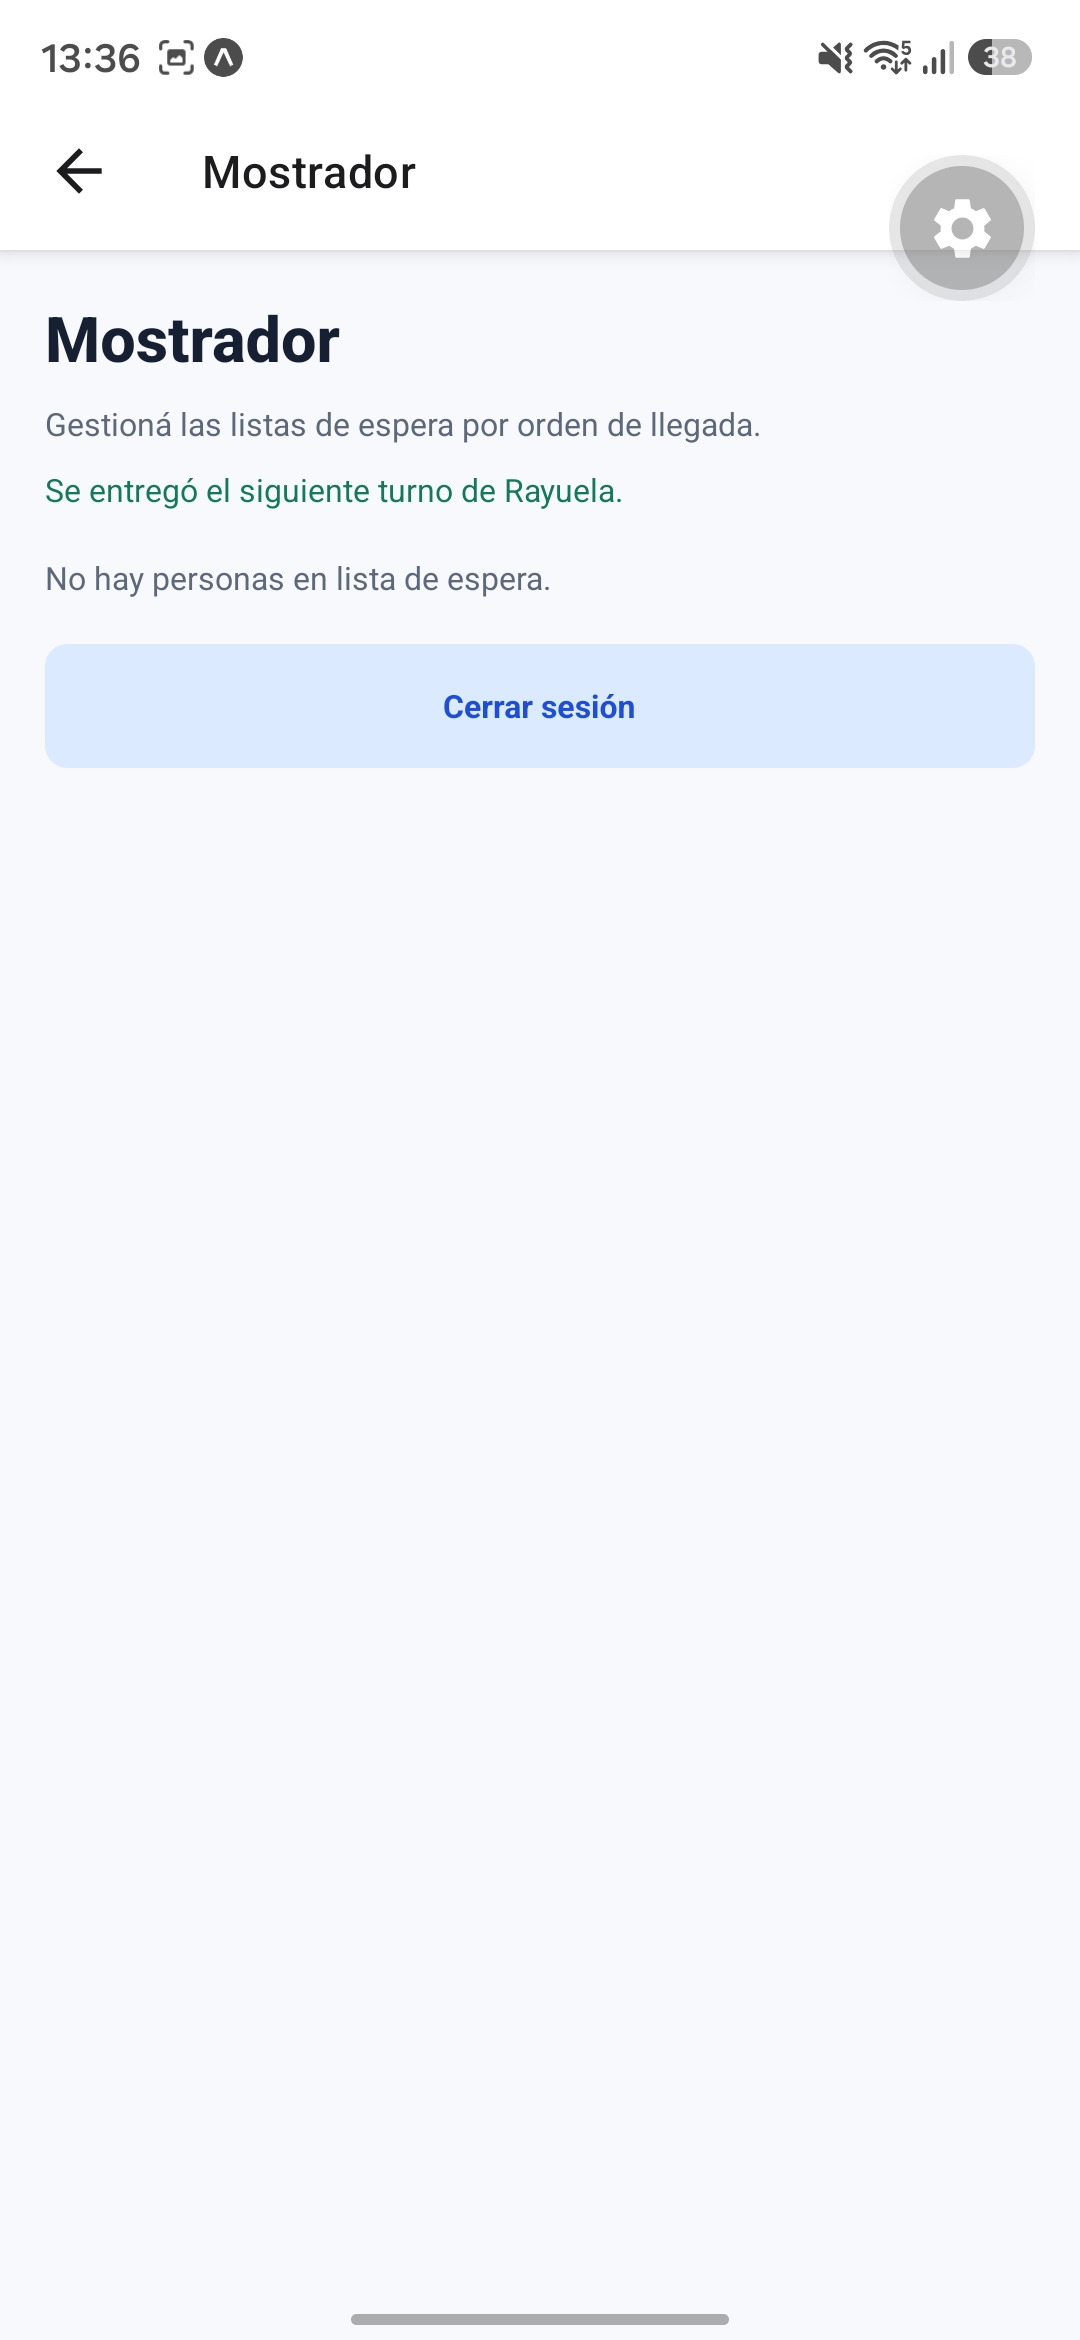 13:36
5
38
Mostrador
Mostrador
Gestioná las listas de espera por orden de llegada.
Se entregó el siguiente turno de Rayuela.
No hay personas en lista de espera.
Cerrar sesión